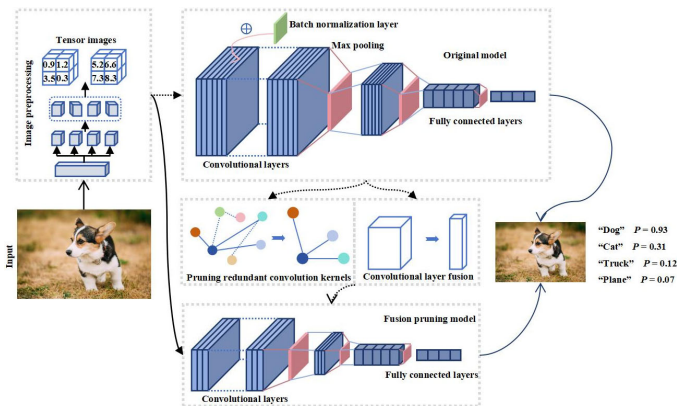 Tensor images
0.9 1.2
3.5 0.3
5.2 6.6
7.3 8.3
Image preprocessing
Input
Batch normalization layer
Max pooling
Original model
Fully connected layers
Convolutional layers
Pruning redundant convolution kernels
Convolutional layer fusion
“Dog” P = 0.93
“Cat” P = 0.31
“Truck” P = 0.12
“Plane” P = 0.07
Fusion pruning model
Fully connected layers
Convolutional layers